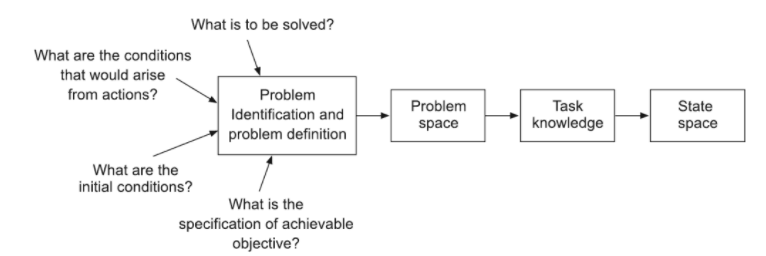 What is to be solved?
What are the conditions
that would arise
from actions?
Problem
Identification and
problem definition
Problem
space
Task
knowledge
State
space
What are the
initial conditions?
What is the
specification of achievable
objective?